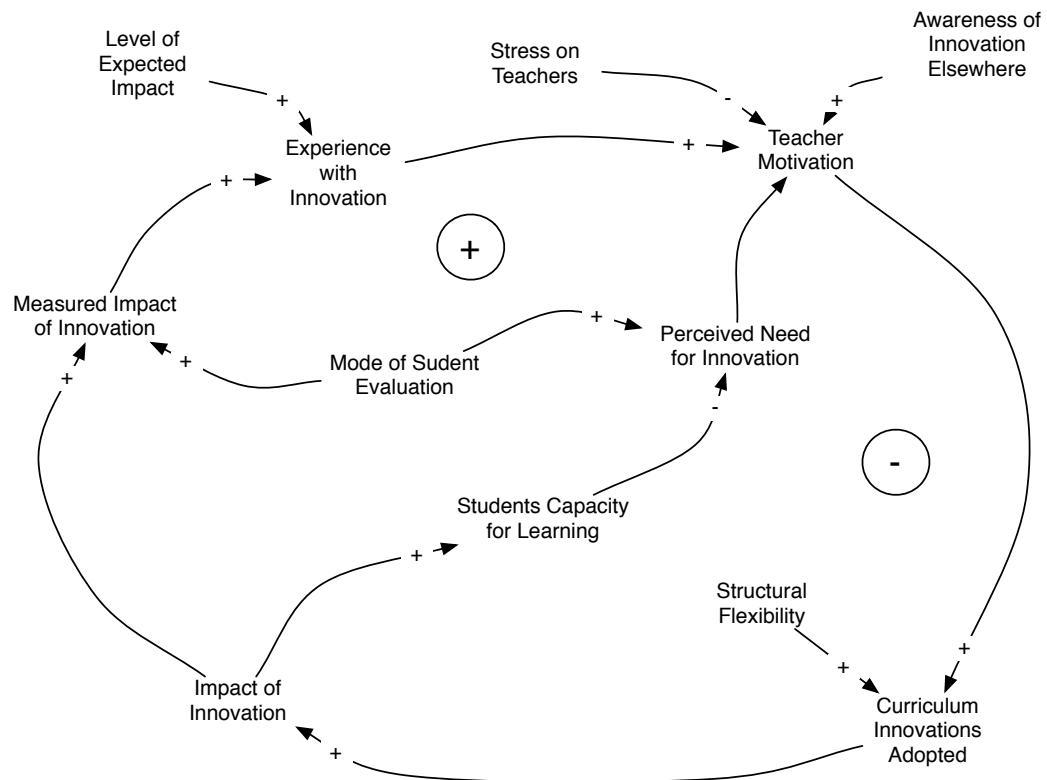 Level of
Expected
Impact
+
Stress on
Teachers
-
Awareness of
Innovation
Elsewhere
+
Experience
with
Innovation
+
Teacher
Motivation
+
+
Measured Impact
of Innovation
+
Mode of Sudent
Evaluation
+
Perceived Need
for Innovation
+
-
-
Students Capacity
for Learning
+
Structural
Flexibility
+
+
Impact of
Innovation
+
Curriculum
Innovations
Adopted